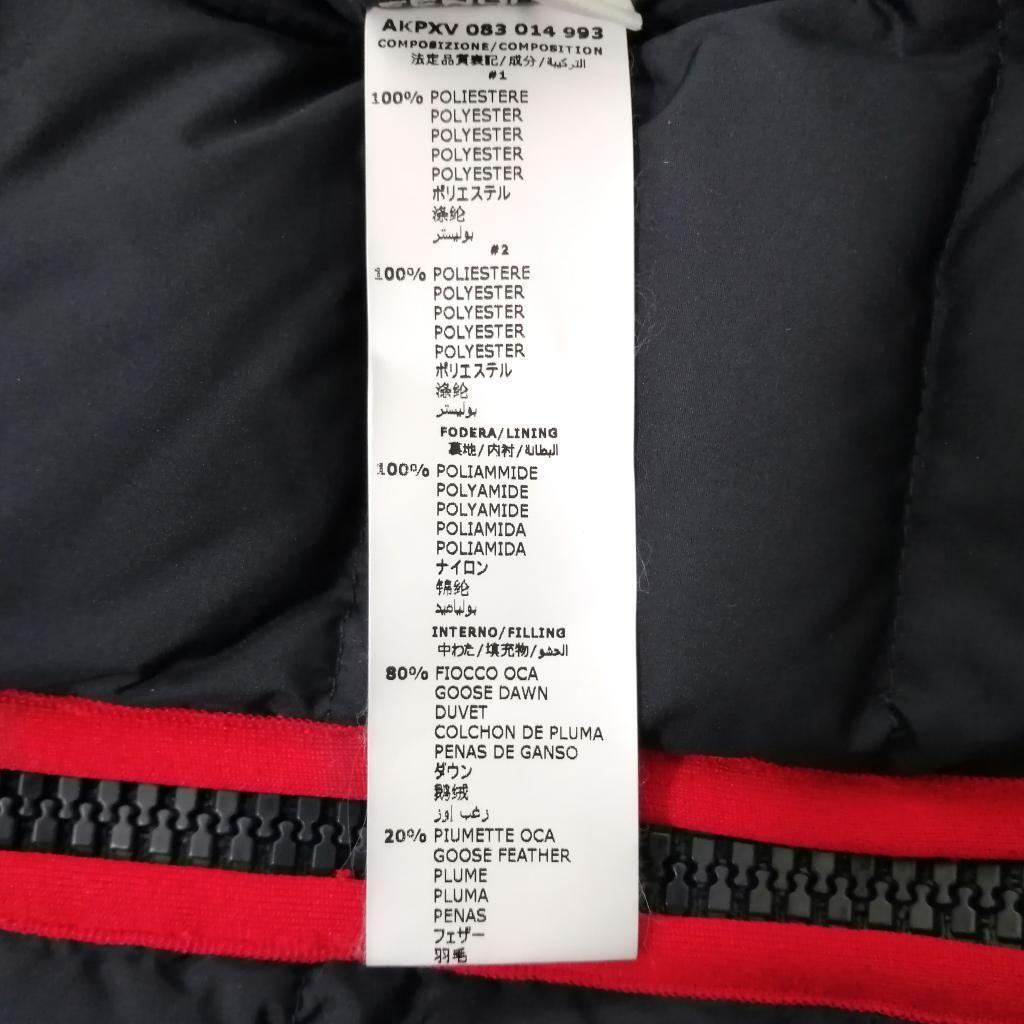 AKPXV 083 014 993
COMPOSIZIONE/COMPOSITION
法定品質表記/成分/التركيبة
#1
100% POLIESTERE
POLYESTER
POLYESTER
POLYESTER
POLYESTER
ポリエステル
涤纶
بوليستر
#2
100% POLIESTERE
POLYESTER
POLYESTER
POLYESTER
POLYESTER
ポリエステル
涤纶
بوليستر
FODERA/LINING
裏地/内衬/البطانة
100% POLIAMMIDE
POLYAMIDE
POLYAMIDE
POLIAMIDA
POLIAMIDA
ナイロン
锦纶
بولياميد
INTERNO/FILLING
中わた/填充物/الحشو
80% FIOCCO OCA
GOOSE DAWN
DUVET
COLCHON DE PLUMA
PENAS DE GANSO
ダウン
鹅绒
زغب إوز
20% PIUMETTE OCA
GOOSE FEATHER
PLUME
PLUMA
PENAS
フェザー
羽毛